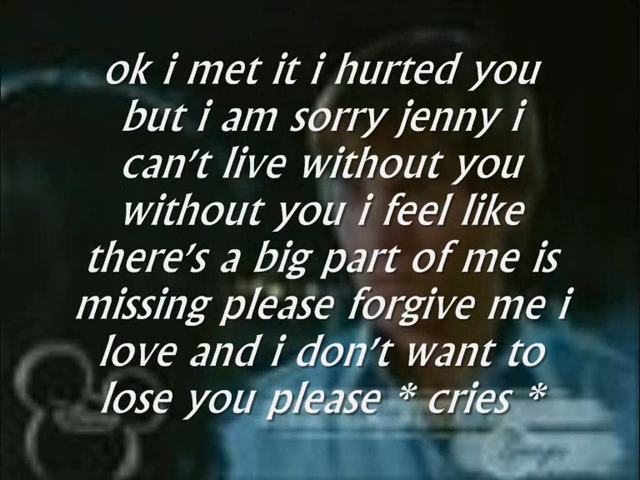 ok i met it i hurted you
but i am sorry jenny i
can't live without you
without you i feel like
there's a big part of me is
missing please forgive me i
love and i don't want to
lose you please * cries *